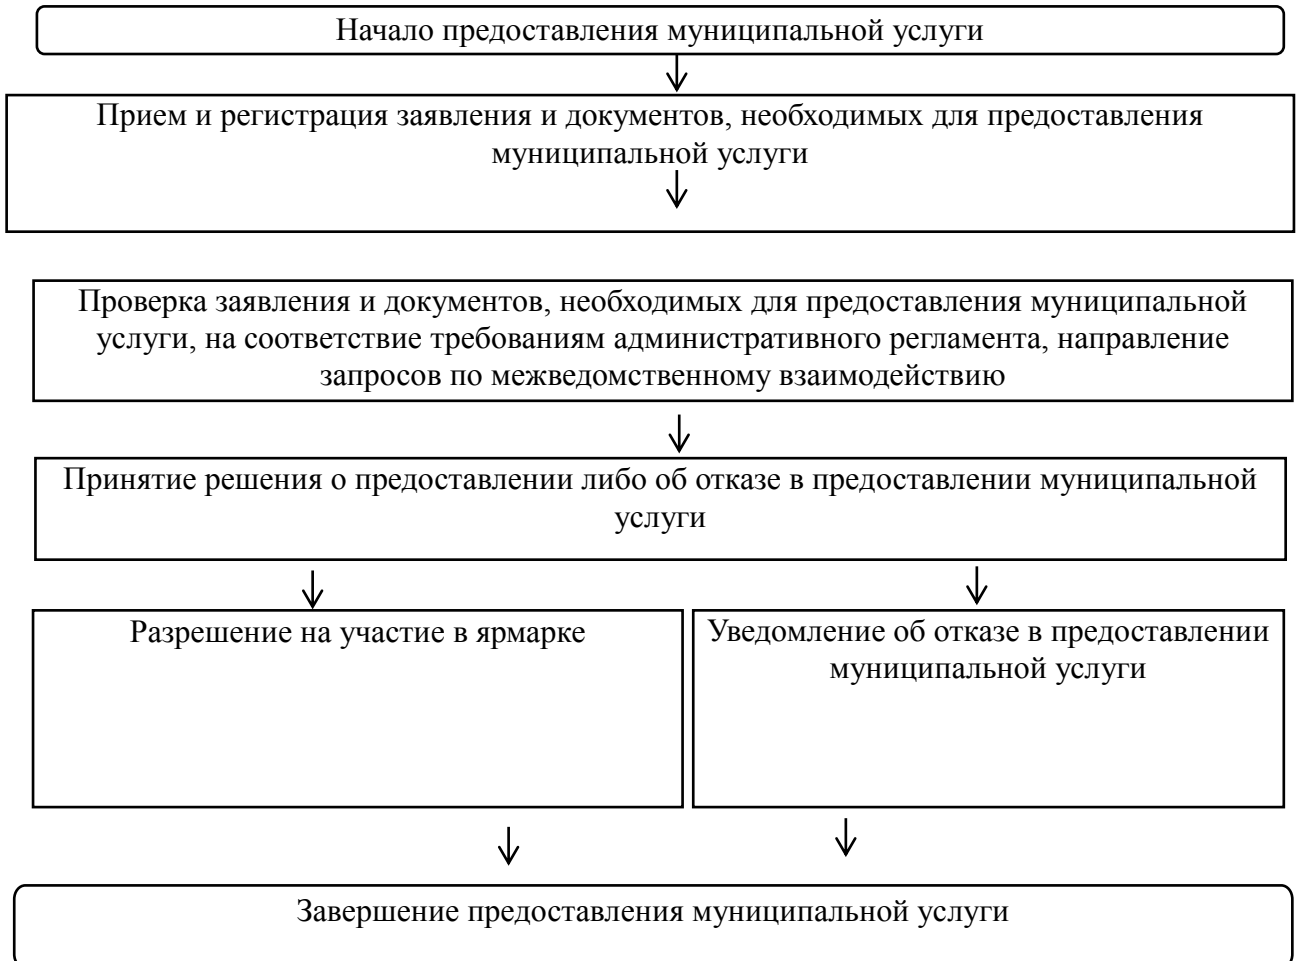 Начало предоставления муниципальной услуги
Прием и регистрация заявления и документов, необходимых для предоставления
муниципальной услуги
Проверка заявления и документов, необходимых для предоставления муниципальной
услуги, на соответствие требованиям административного регламента, направление
запросов по межведомственному взаимодействию
Принятие решения о предоставлении либо об отказе в предоставлении муниципальной
услуги
Разрешение на участие в ярмарке
Уведомление об отказе в предоставлении
муниципальной услуги
Завершение предоставления муниципальной услуги